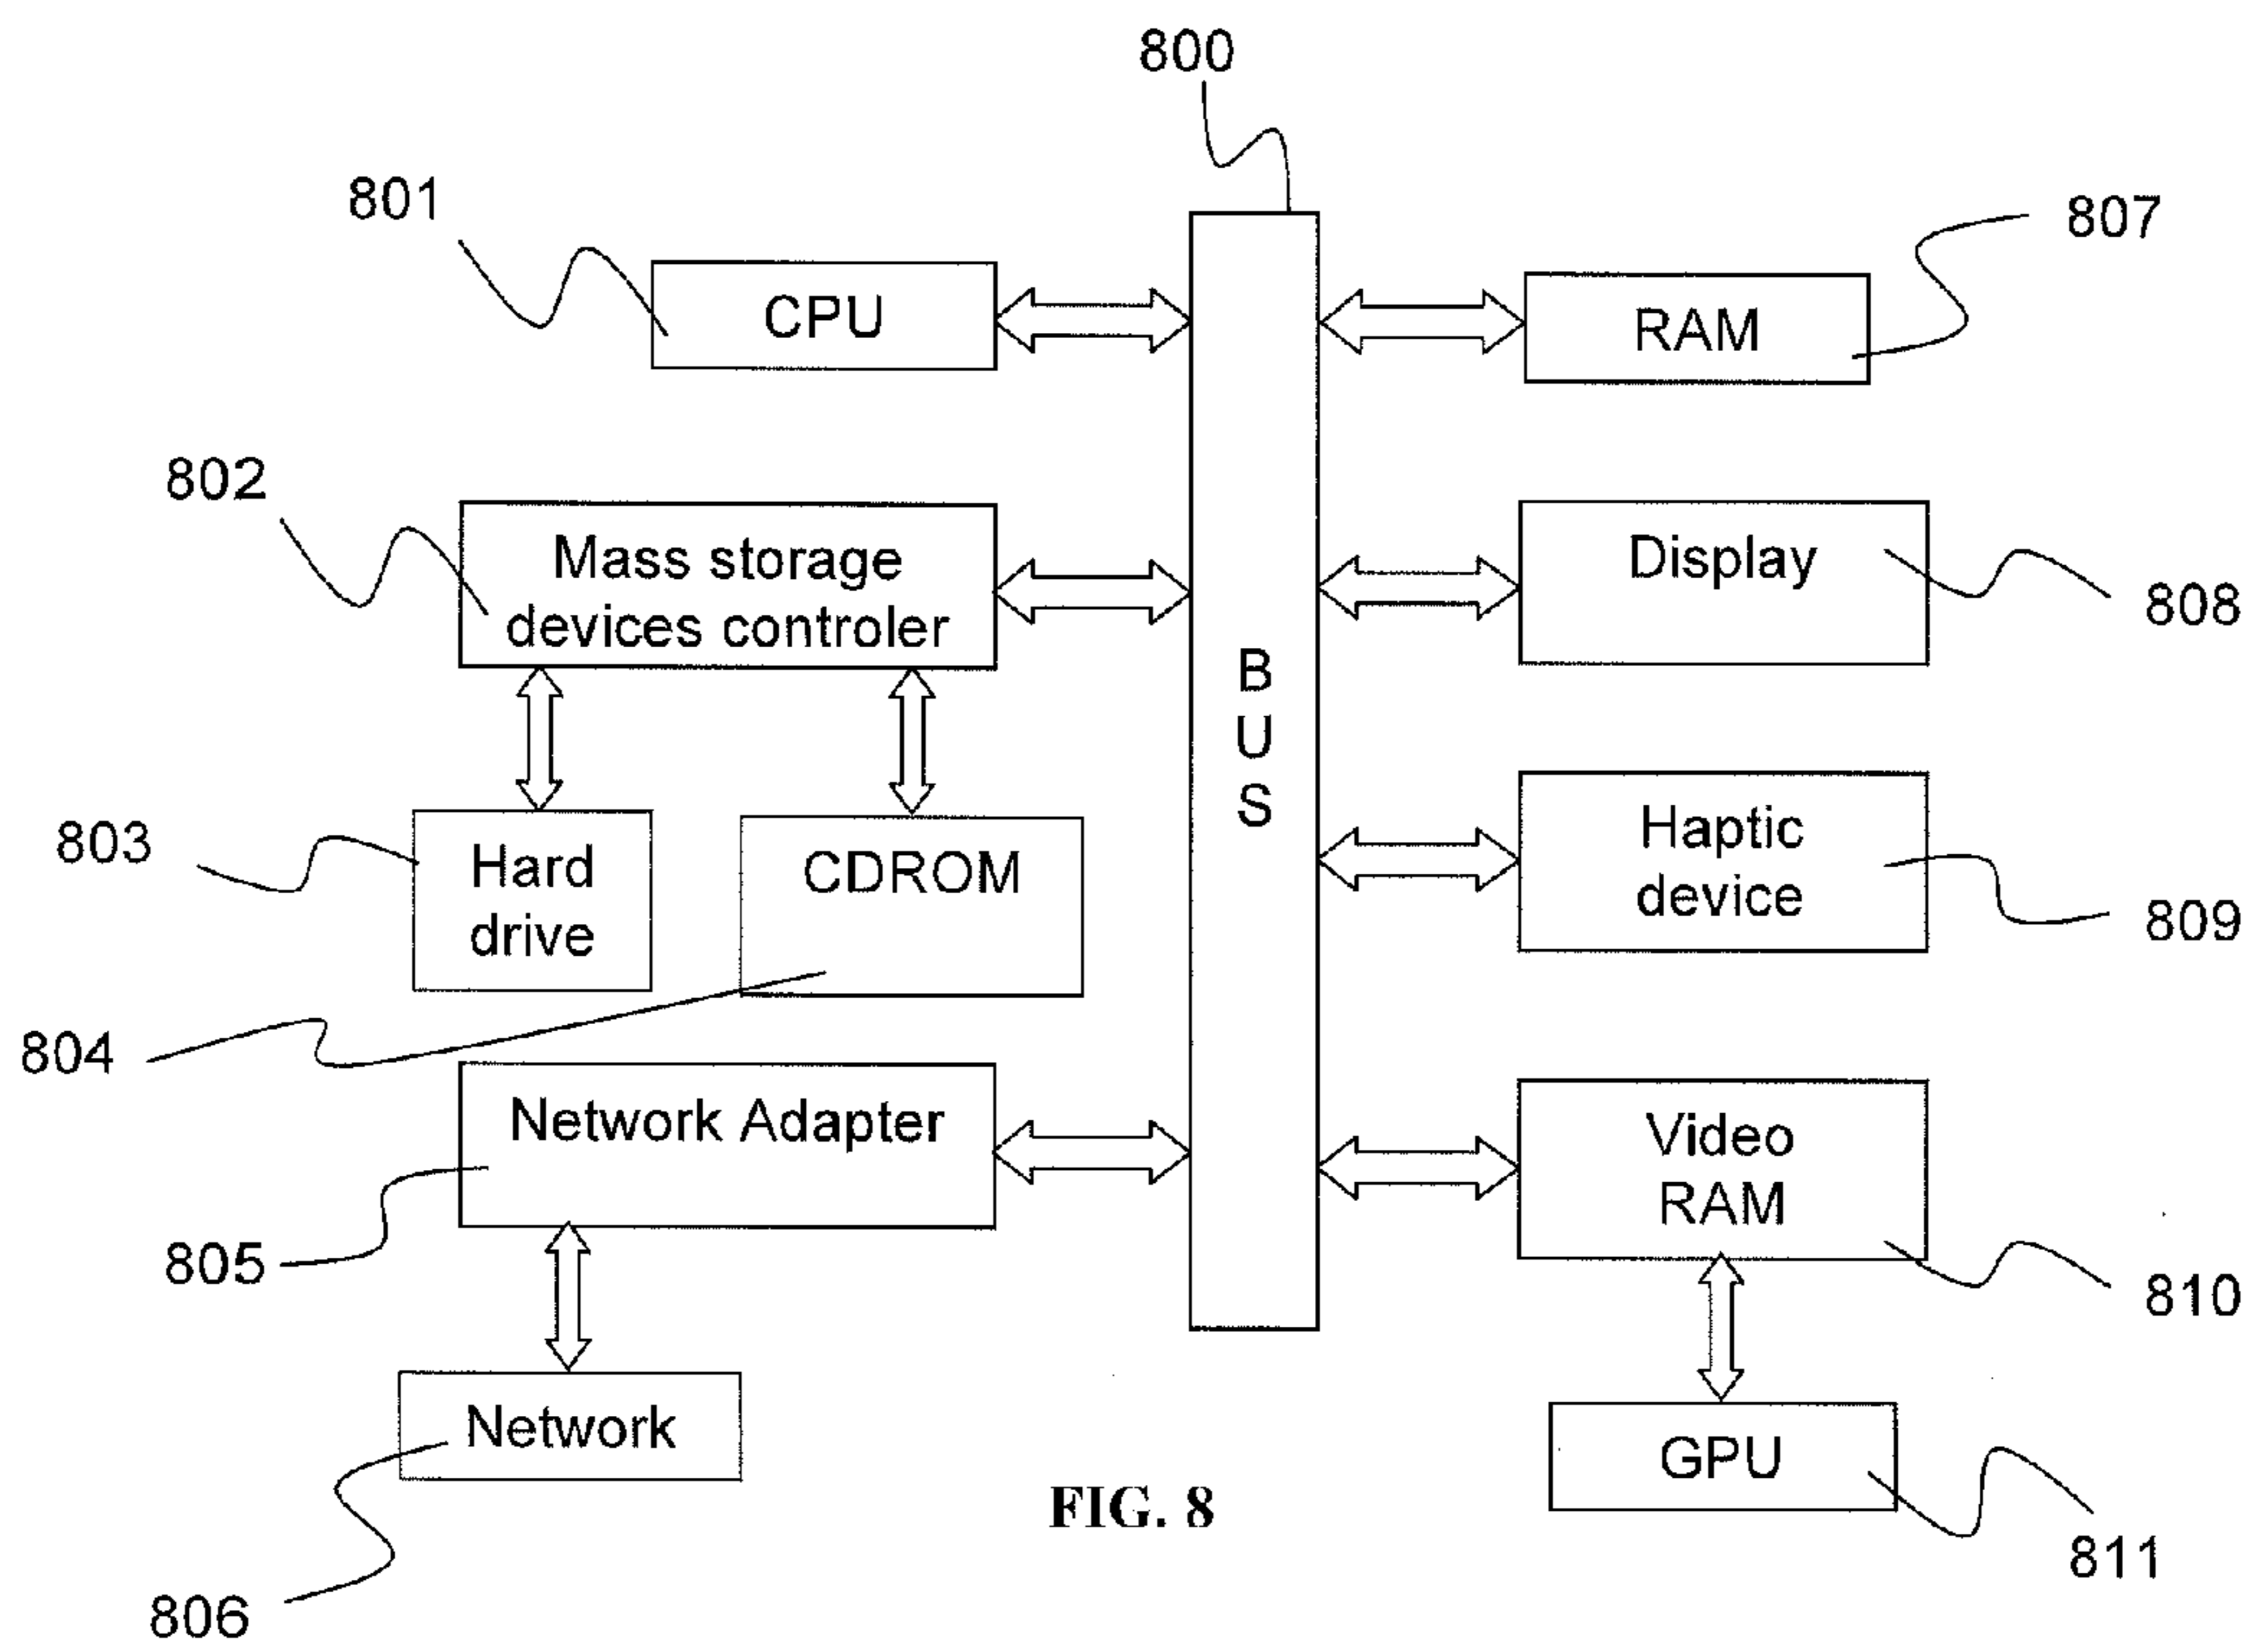 800
801
CPU
807
RAM
802
Mass storage
devices controler
Display
808
B
U
S
803
Hard
drive
CDROM
Haptic
device
809
804
Network Adapter
805
Video
RAM
810
Network
806
GPU
811
FIG. 8